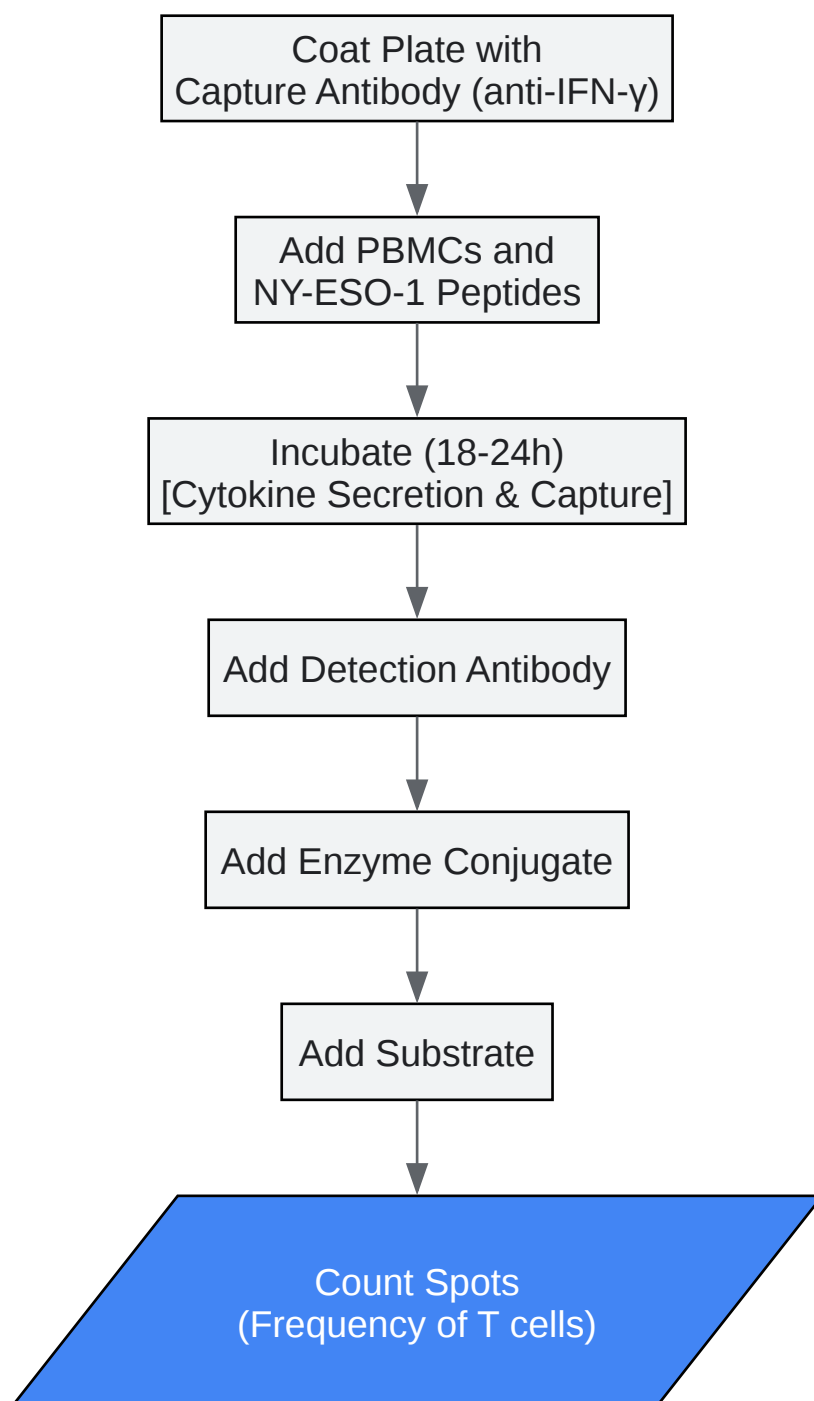 Coat Plate with
Capture Antibody (anti-IFN-γ)
Add PBMCs and
NY-ESO-1 Peptides
Incubate (18-24h)
[Cytokine Secretion & Capture]
Add Detection Antibody
Add Enzyme Conjugate
Add Substrate
Count Spots
(Frequency of T cells)